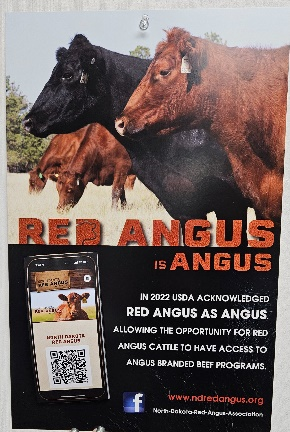 RED ANGUS
IS ANGUS
IN 2022 USDA ACKNOWLEDGED
RED ANGUS AS ANGUS
ALLOWING THE OPPORTUNITY FOR RED
ANGUS CATTLE TO HAVE ACCESS TO
ANGUS BRANDED BEEF PROGRAMS.
NORTH DAKOTA
RED ANGUS
www.ndredangus.org
f
North-Dakota-Red-Angus-Association